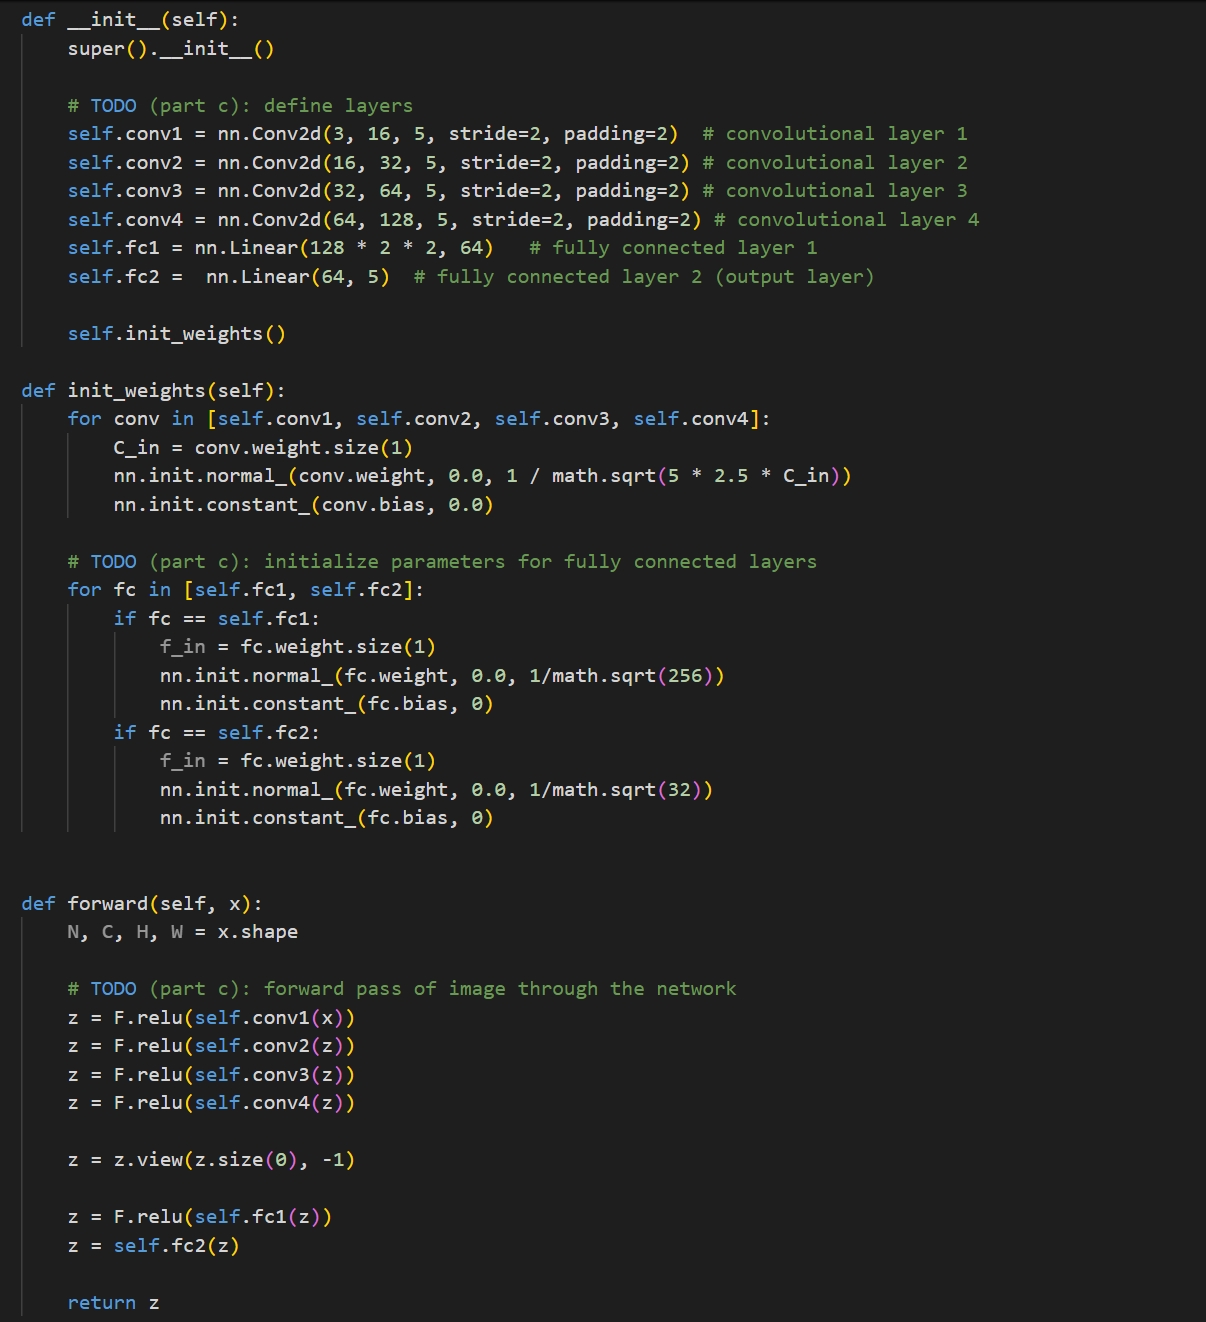 def __init__(self):
    super().__init__()

    # TODO (part c): define layers
    self.conv1 = nn.Conv2d(3, 16, 5, stride=2, padding=2)  # convolutional layer 1
    self.conv2 = nn.Conv2d(16, 32, 5, stride=2, padding=2) # convolutional layer 2
    self.conv3 = nn.Conv2d(32, 64, 5, stride=2, padding=2) # convolutional layer 3
    self.conv4 = nn.Conv2d(64, 128, 5, stride=2, padding=2) # convolutional layer 4
    self.fc1 = nn.Linear(128 * 2 * 2, 64)   # fully connected layer 1
    self.fc2 =  nn.Linear(64, 5)  # fully connected layer 2 (output layer)

    self.init_weights()

def init_weights(self):
    for conv in [self.conv1, self.conv2, self.conv3, self.conv4]:
        C_in = conv.weight.size(1)
        nn.init.normal_(conv.weight, 0.0, 1 / math.sqrt(5 * 2.5 * C_in))
        nn.init.constant_(conv.bias, 0.0)

    # TODO (part c): initialize parameters for fully connected layers
    for fc in [self.fc1, self.fc2]:
        if fc == self.fc1:
            f_in = fc.weight.size(1)
            nn.init.normal_(fc.weight, 0.0, 1/math.sqrt(256))
            nn.init.constant_(fc.bias, 0)
        if fc == self.fc2:
            f_in = fc.weight.size(1)
            nn.init.normal_(fc.weight, 0.0, 1/math.sqrt(32))
            nn.init.constant_(fc.bias, 0)


def forward(self, x):
    N, C, H, W = x.shape

    # TODO (part c): forward pass of image through the network
    z = F.relu(self.conv1(x))
    z = F.relu(self.conv2(z))
    z = F.relu(self.conv3(z))
    z = F.relu(self.conv4(z))

    z = z.view(z.size(0), -1)

    z = F.relu(self.fc1(z))
    z = self.fc2(z)

    return z